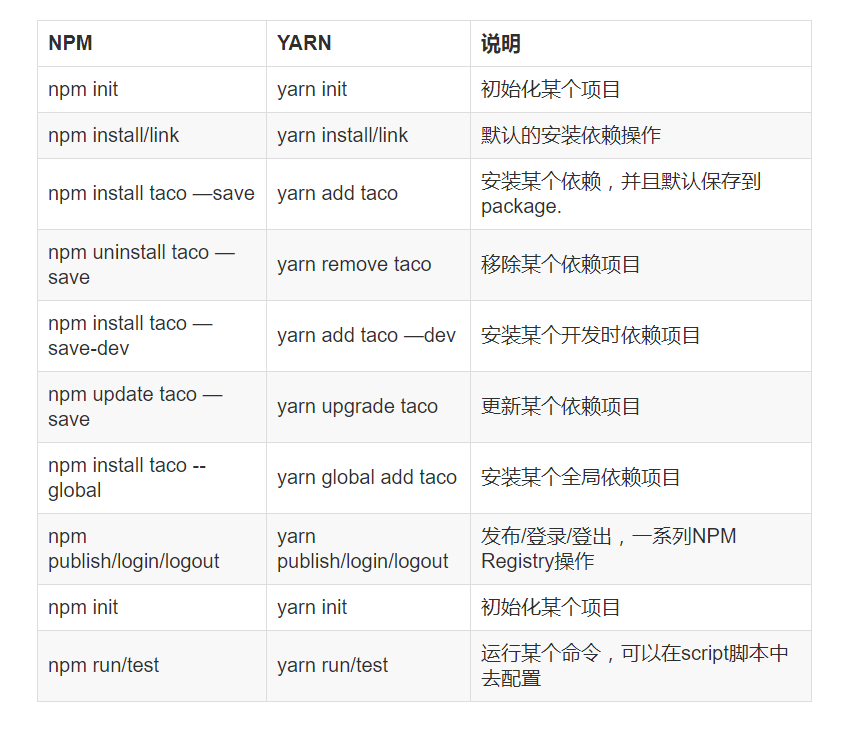 NPM YARN 说明
npm init yarn init 初始化某个项目
npm install/link yarn install/link 默认的安装依赖操作
npm install taco —save yarn add taco 安装某个依赖，并且默认保存到
package.
npm uninstall taco —
save
yarn remove taco 移除某个依赖项目
npm install taco —
save-dev
yarn add taco —dev 安装某个开发时依赖项目
npm update taco —
save
yarn upgrade taco 更新某个依赖项目
npm install taco --
global
yarn global add taco 安装某个全局依赖项目
npm
publish/login/logout
yarn
publish/login/logout
发布/登录/登出，一系列NPM
Registry操作
npm init yarn init 初始化某个项目
npm run/test yarn run/test 运行某个命令，可以在script脚本中
去配置